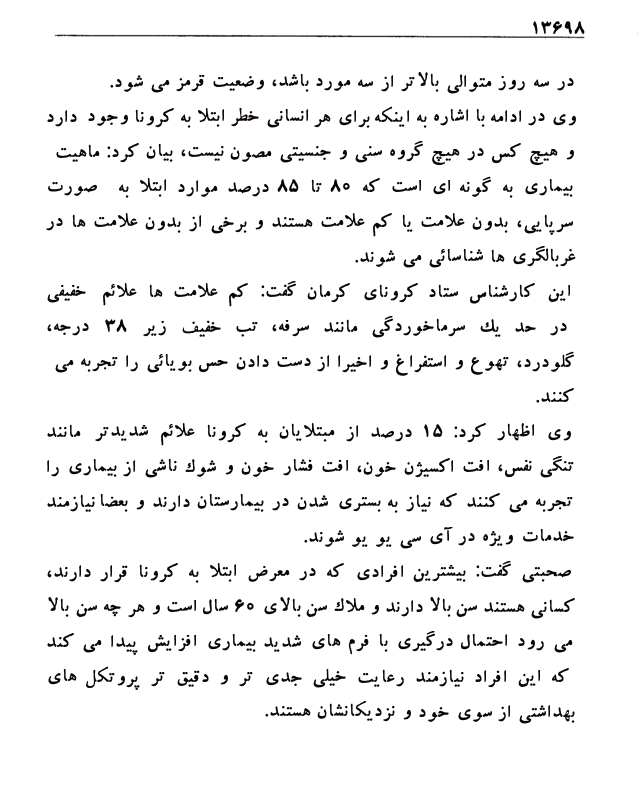 ۱۳۶۹۸
در سه روز متوالی بالاتر از سه مورد باشد، وضعیت قرمز می شود.
وی در ادامه با اشاره به اینکه برای هر انسانی خطر ابتلا به کرونا وجود دارد
و هیچ کس در هیچ گروه سنی و جنسیتی مصون نیست، بیان کرد: ماهیت
بیماری به گونه ای است که ۸۰ تا ۸۵ درصد موارد ابتلا به صورت
سرپایی، بدون علامت یا کم علامت هستند و برخی از بدون علامت ها در
غربالگری ها شناسائی می شوند.
این کارشناس ستاد کرونای کرمان گفت: کم علامت ها علائم خفیفی
در حد یك سرماخوردگی مانند سرفه، تب خفیف زیر ۳۸ درجه،
گلودرد، تهوع و استفراغ و اخیرا از دست دادن حس بویائی را تجربه می
کنند.
وی اظهار کرد: ۱۵ درصد از مبتلایان به کرونا علائم شدیدتر مانند
تنگی نفس، افت اکسیژن خون، افت فشار خون و شوك ناشی از بیماری را
تجربه می کنند که نیاز به بستری شدن در بیمارستان دارند و بعضا نیازمند
خدمات ویژه در آی سی یو یو شوند.
صحبتی گفت: بیشترین افرادی که در معرض ابتلا به کرونا قرار دارند،
کسانی هستند سن بالا دارند و ملاك سن بالای ۶۰ سال است و هر چه سن بالا
می رود احتمال درگیری با فرم های شدید بیماری افزایش پیدا می کند
که این افراد نیازمند رعایت خیلی جدی تر و دقیق تر پروتکل های
بهداشتی از سوی خود و نزدیکانشان هستند.